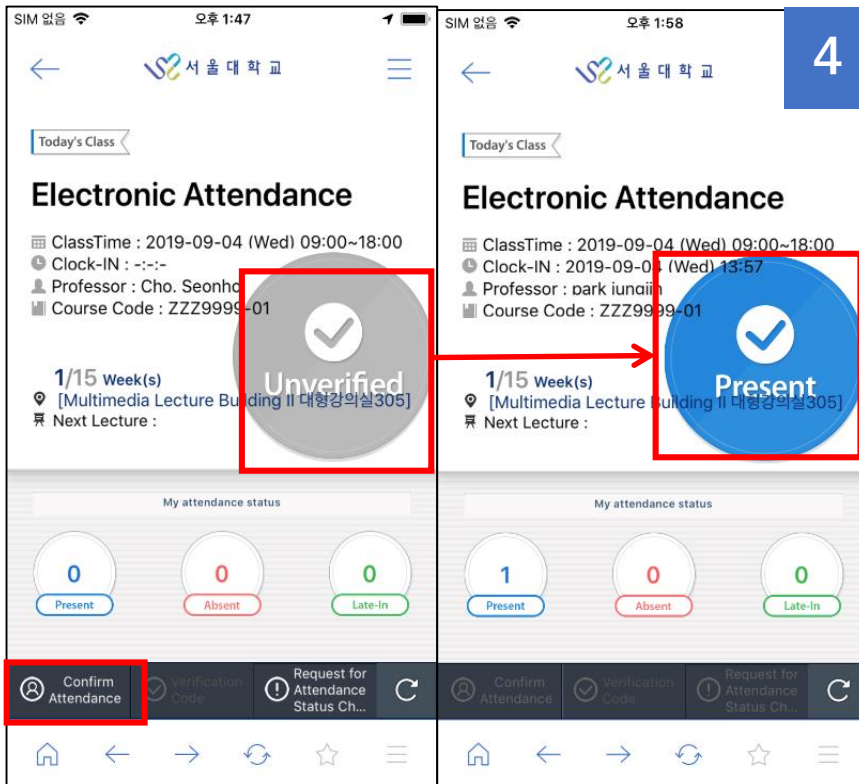 SIM 없음 오후 1:47
서울대학교
Today's Class
Electronic Attendance
ClassTime : 2019-09-04 (Wed) 09:00~18:00
Clock-IN : -:-:-
Professor : Cho. Seonho
Course Code : ZZZ9999-01
Unverified
1/15 Week(s)
[Multimedia Lecture Building II 대형강의실305]
Next Lecture :
My attendance status
0 0 0
Present Absent Late-In
Confirm Attendance
Verification Code
Request for Attendance Status Ch...
SIM 없음 오후 1:58
4
서울대학교
Today's Class
Electronic Attendance
ClassTime : 2019-09-04 (Wed) 09:00~18:00
Clock-IN : 2019-09-04 (Wed) 13:57
Professor : park jungjin
Course Code : ZZZ9999-01
Present
1/15 Week(s)
[Multimedia Lecture Building II 대형강의실305]
Next Lecture :
My attendance status
1 0 0
Present Absent Late-In
Confirm Attendance
Verification Code
Request for Attendance Status Ch...